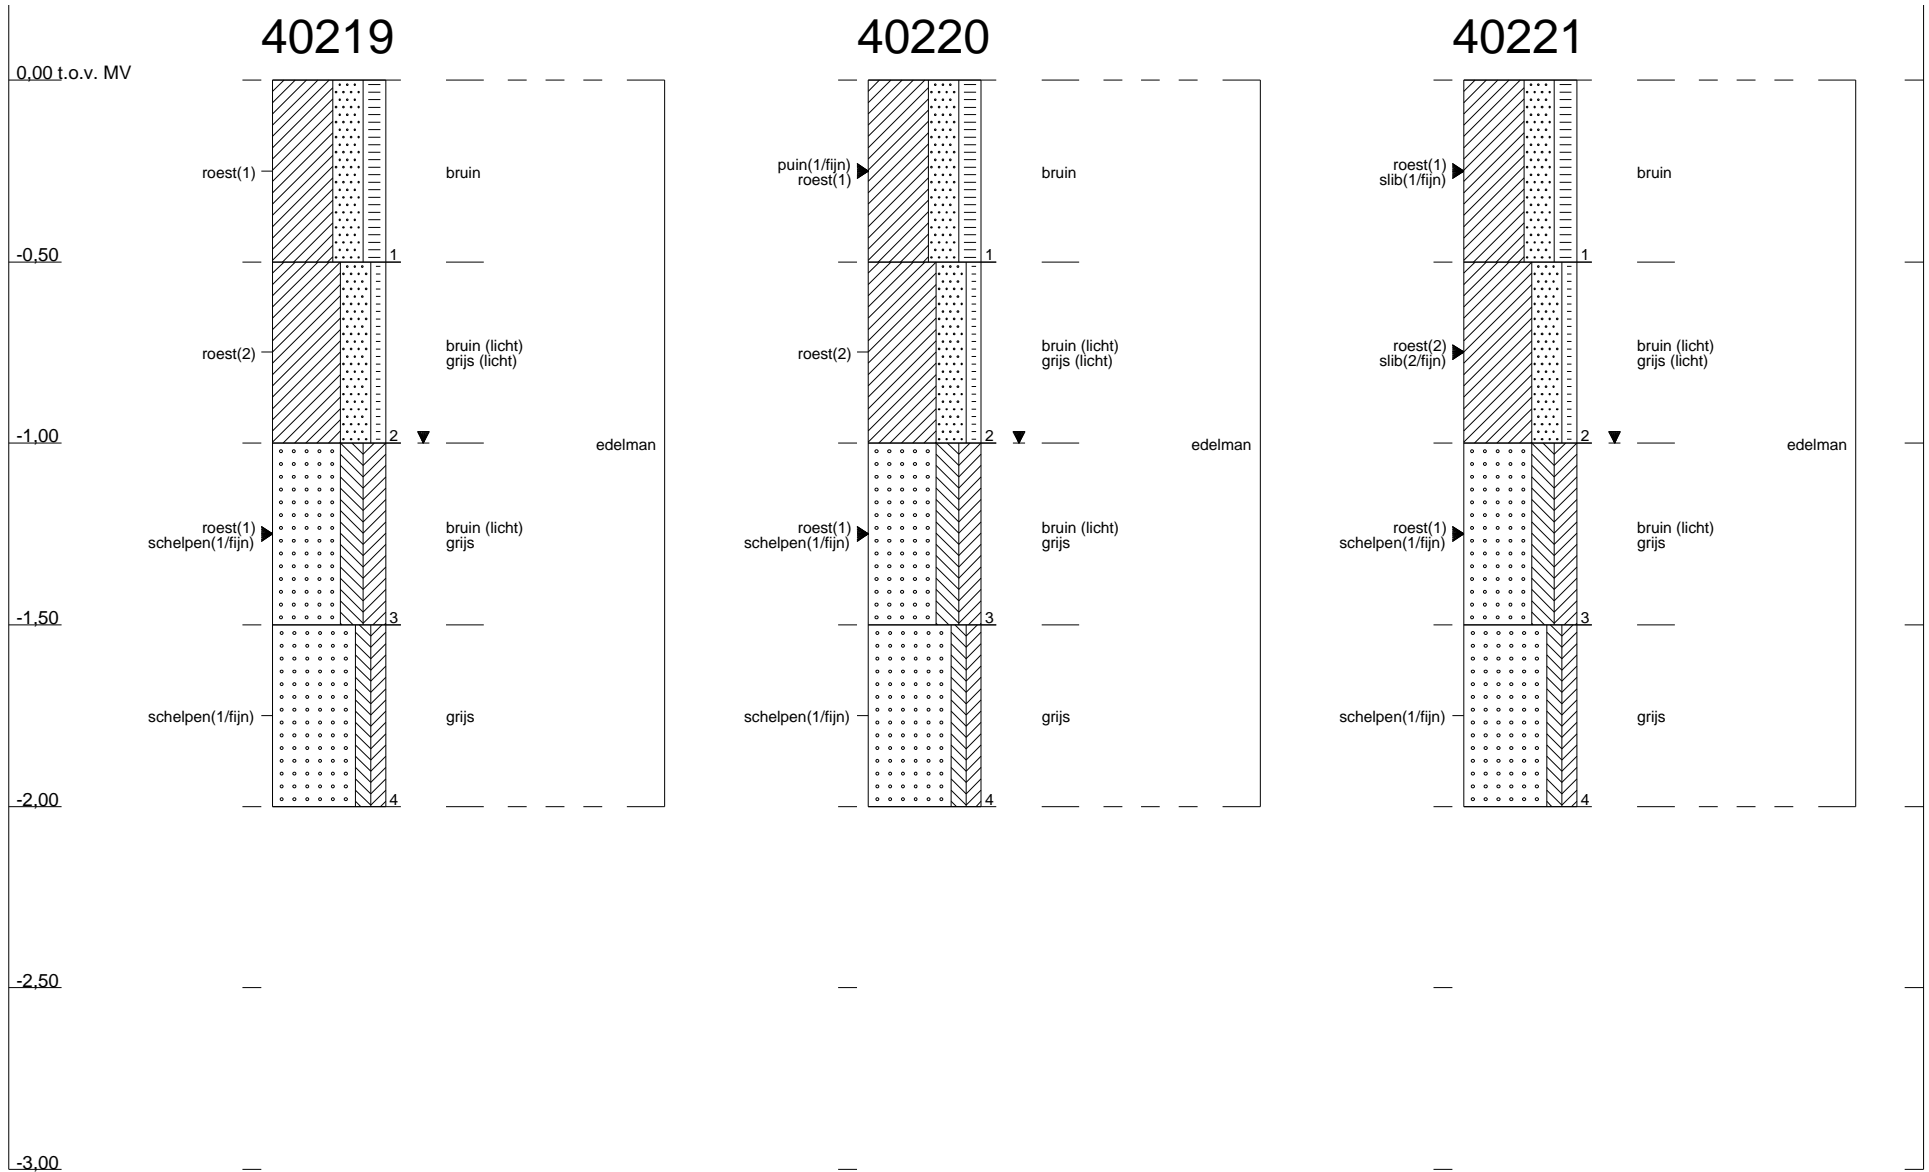 40219
40220
40221
0,00 t.o.v. MV
roest(1)
bruin
puin(1/fijn)
roest(1)
bruin
roest(1)
slib(1/fijn)
bruin
-0,50
1
1
1
roest(2)
bruin (licht)
grijs (licht)
roest(2)
bruin (licht)
grijs (licht)
roest(2)
slib(2/fijn)
bruin (licht)
grijs (licht)
-1,00
2
edelman
2
edelman
2
edelman
roest(1)
schelpen(1/fijn)
bruin (licht)
grijs
roest(1)
schelpen(1/fijn)
bruin (licht)
grijs
roest(1)
schelpen(1/fijn)
bruin (licht)
grijs
-1,50
3
3
3
schelpen(1/fijn)
grijs
schelpen(1/fijn)
grijs
schelpen(1/fijn)
grijs
-2,00
4
4
4
-2,50
-3,00